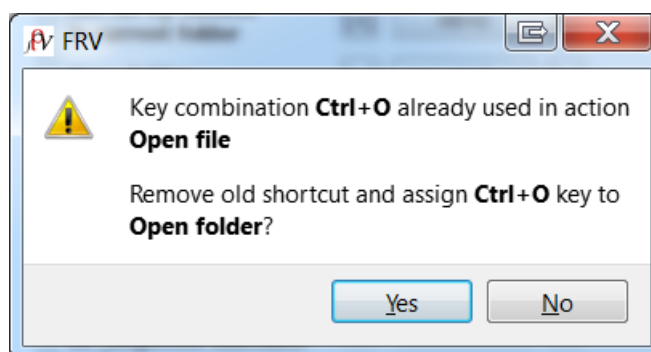 FRV
Key combination Ctrl+O already used in action
Open file
Remove old shortcut and assign Ctrl+O key to
Open folder?
Yes
No